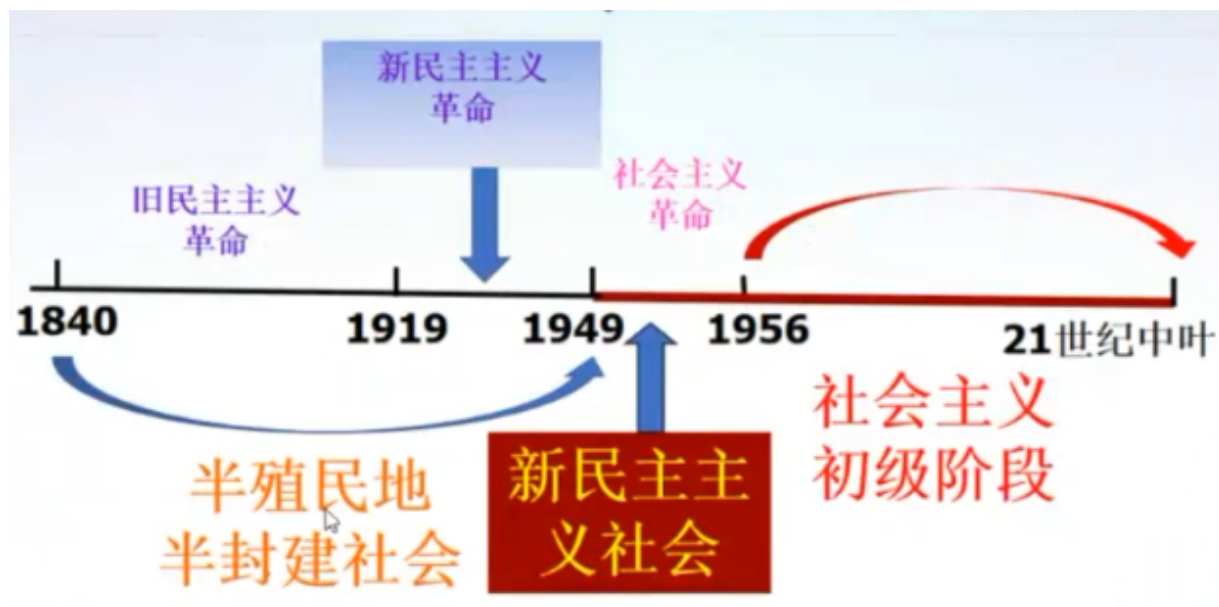 新民主主义
革命
旧民主主义
革命
社会主义
革命
1840
1919
1949
1956
21世纪中叶
半殖民地
半封建社会
新民主主
义社会
社会主义
初级阶段